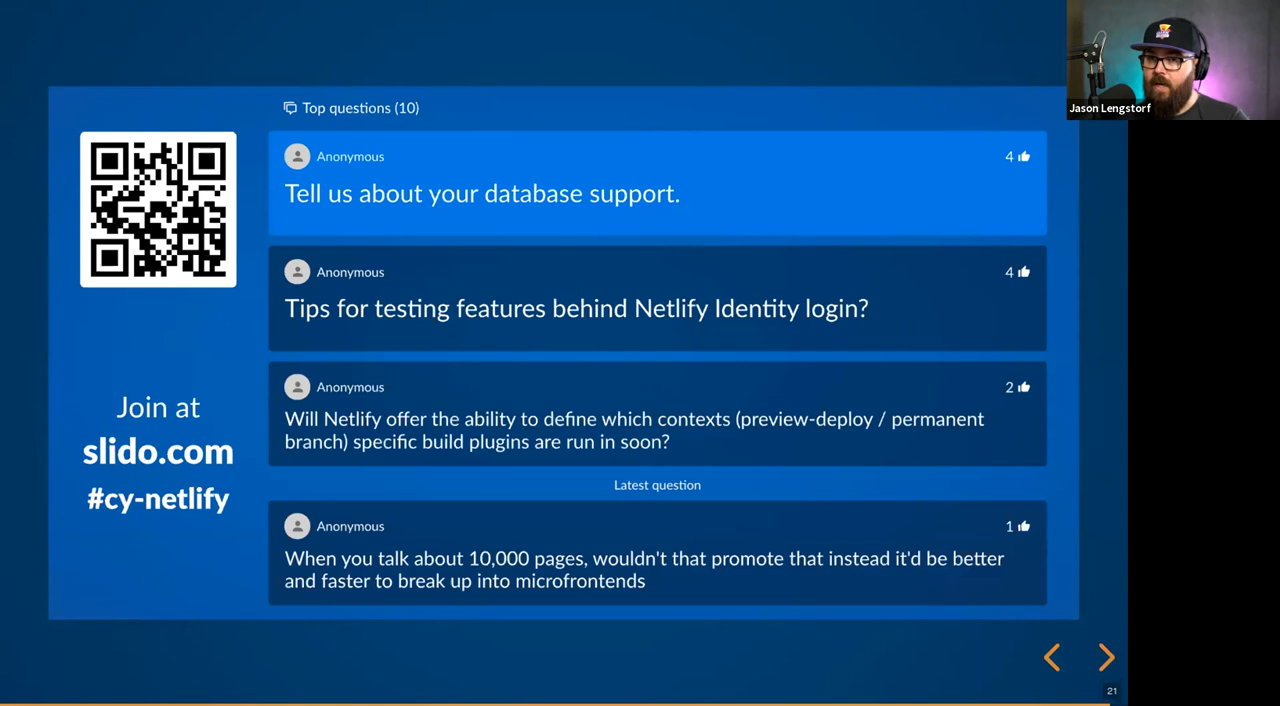 Jason Lengstorf
Top questions (10)
Anonymous
4
Tell us about your database support.
Anonymous
4
Tips for testing features behind Netlify Identity login?
Anonymous
2
Will Netlify offer the ability to define which contexts (preview-deploy / permanent
branch) specific build plugins are run in soon?
Join at
slido.com
#cy-netlify
Latest question
Anonymous
1
When you talk about 10,000 pages, wouldn't that promote that instead it'd be better
and faster to break up into microfrontends
21